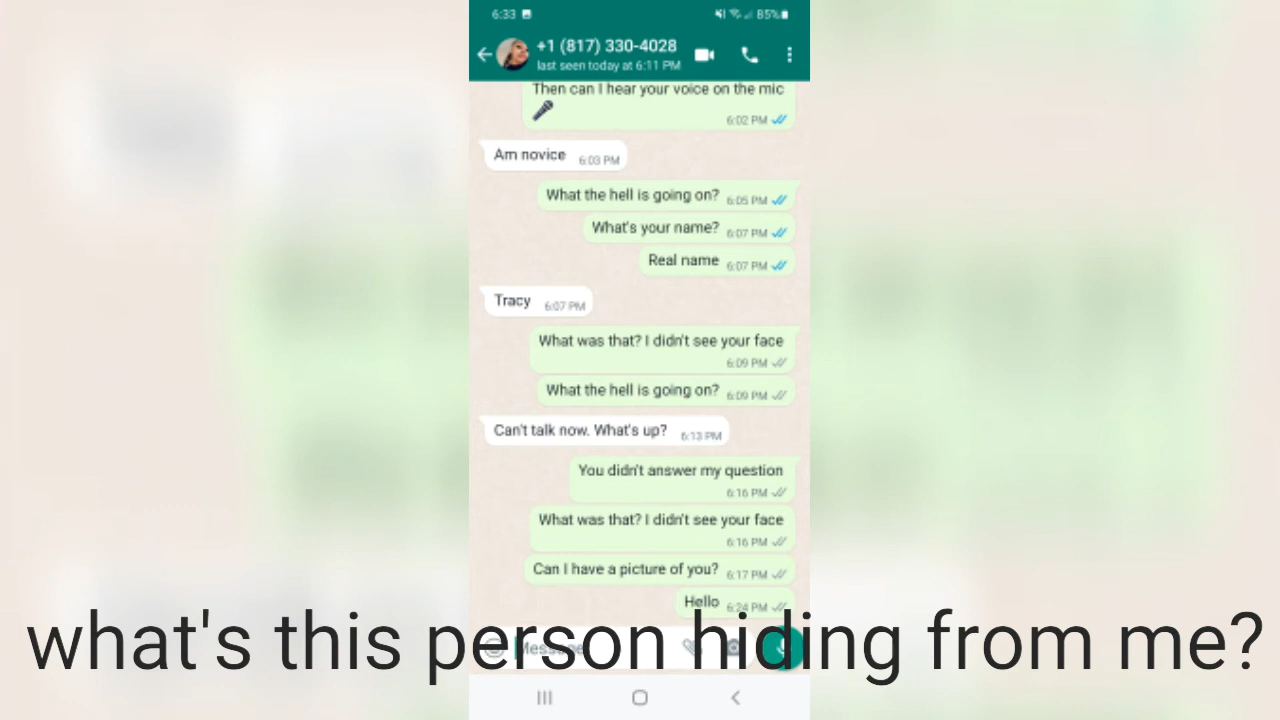 6:33 85%
+1 (817) 330-4028
last seen today at 6:11 PM
Then can I hear your voice on the mic
🎤 6:02 PM
Am novice 6:03 PM
What the hell is going on? 6:05 PM
What's your name? 6:07 PM
Real name 6:07 PM
Tracy 6:07 PM
What was that? I didn't see your face
6:09 PM
What the hell is going on? 6:09 PM
Can't talk now. What's up? 6:13 PM
You didn't answer my question
6:16 PM
What was that? I didn't see your face
6:16 PM
Can I have a picture of you? 6:17 PM
Hello 6:24 PM
Message
what's this person hiding from me?